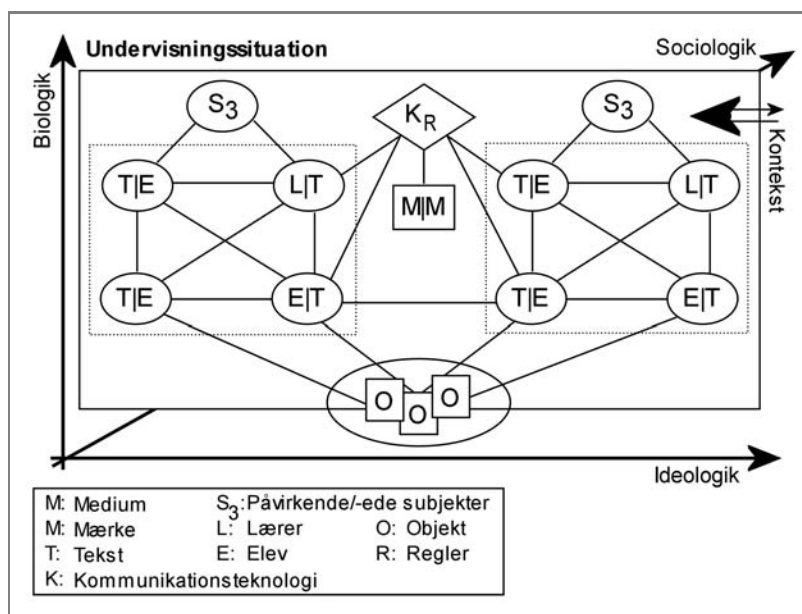 Undervisningssituation
Sociologik
Biologik
Kontekst
S3
KR
S3
T|E
L|T
M|M
T|E
L|T
T|E
E|T
T|E
E|T
O
O
O
Ideologik
M: Medium S3:Påvirkende/-ede subjekter
M: Mærke L: Lærer O: Objekt
T: Tekst E: Elev R: Regler
K: Kommunikationsteknologi